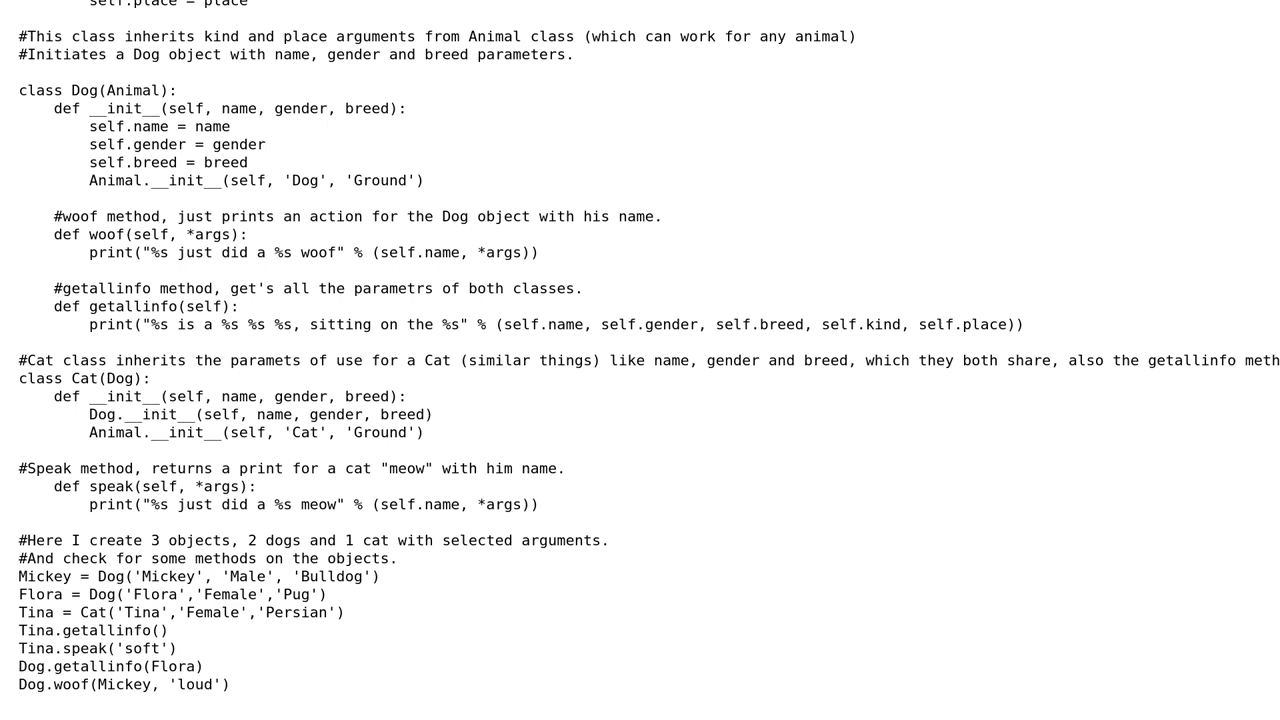 self.place = place

#This class inherits kind and place arguments from Animal class (which can work for any animal)
#Initiates a Dog object with name, gender and breed parameters.

class Dog(Animal):
    def __init__(self, name, gender, breed):
        self.name = name
        self.gender = gender
        self.breed = breed
        Animal.__init__(self, 'Dog', 'Ground')

    #woof method, just prints an action for the Dog object with his name.
    def woof(self, *args):
        print("%s just did a %s woof" % (self.name, *args))

    #getallinfo method, get's all the parametrs of both classes.
    def getallinfo(self):
        print("%s is a %s %s %s, sitting on the %s" % (self.name, self.gender, self.breed, self.kind, self.place))

#Cat class inherits the paramets of use for a Cat (similar things) like name, gender and breed, which they both share, also the getallinfo meth
class Cat(Dog):
    def __init__(self, name, gender, breed):
        Dog.__init__(self, name, gender, breed)
        Animal.__init__(self, 'Cat', 'Ground')

#Speak method, returns a print for a cat "meow" with him name.
    def speak(self, *args):
        print("%s just did a %s meow" % (self.name, *args))

#Here I create 3 objects, 2 dogs and 1 cat with selected arguments.
#And check for some methods on the objects.
Mickey = Dog('Mickey', 'Male', 'Bulldog')
Flora = Dog('Flora','Female','Pug')
Tina = Cat('Tina','Female','Persian')
Tina.getallinfo()
Tina.speak('soft')
Dog.getallinfo(Flora)
Dog.woof(Mickey, 'loud')